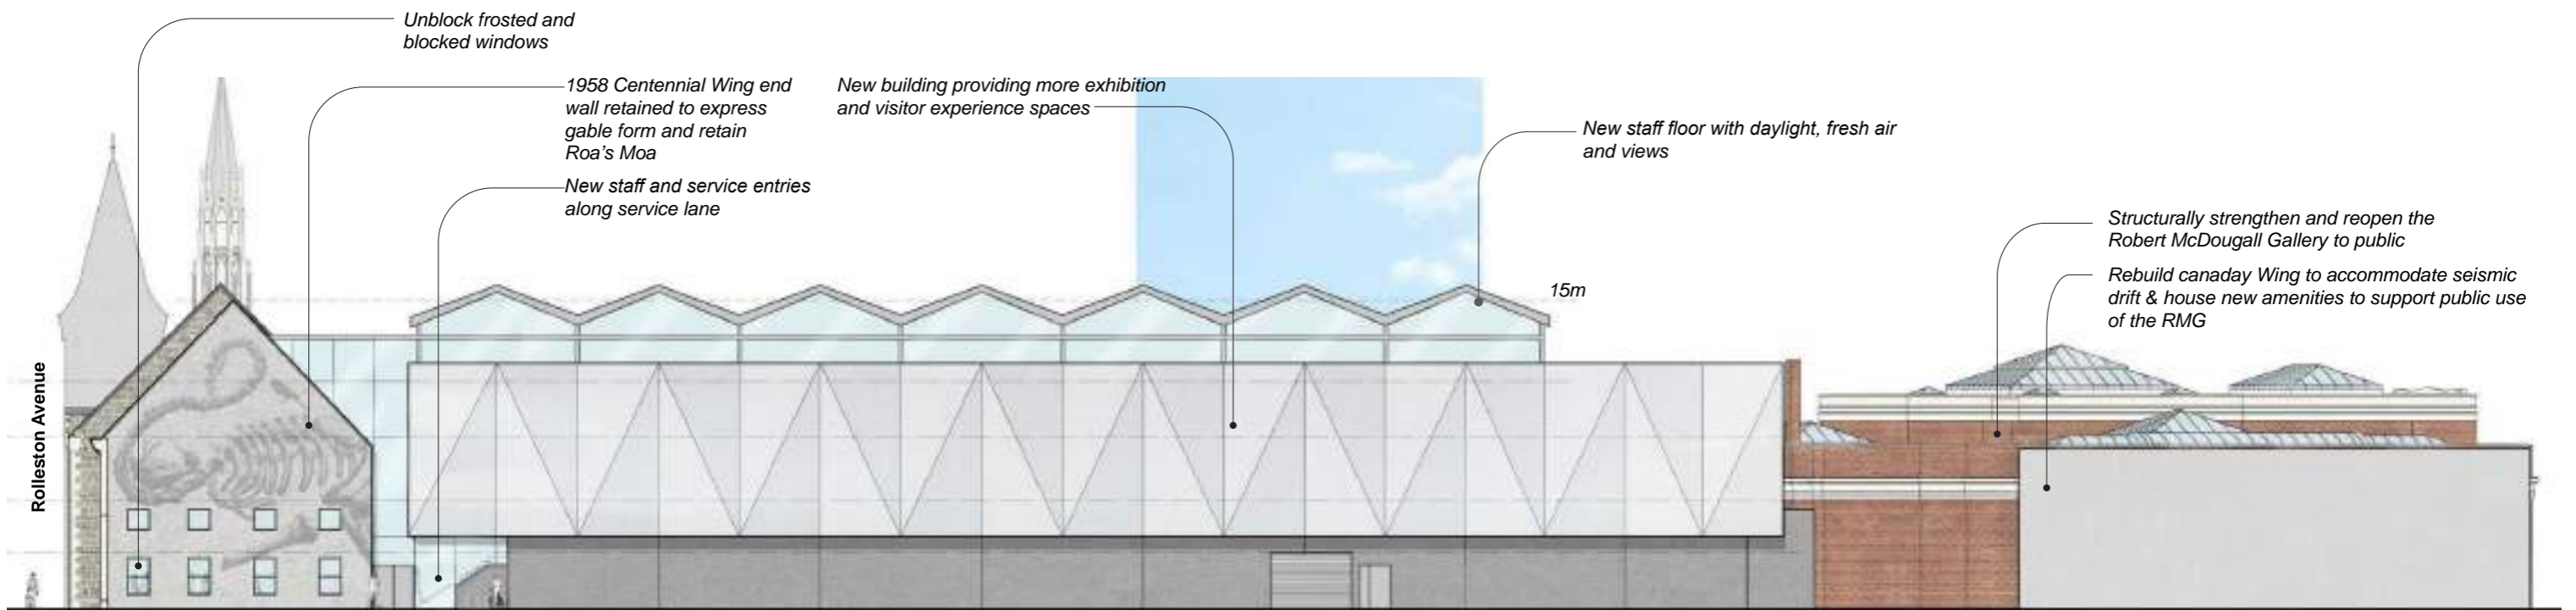 Unblock frosted and
blocked windows
1958 Centennial Wing end
wall retained to express
gable form and retain
Roa's Moa
New staff and service entries
along service lane
New building providing more exhibition
and visitor experience spaces
New staff floor with daylight, fresh air
and views
15m
Structurally strengthen and reopen the
Robert McDougall Gallery to public
Rebuild canaday Wing to accommodate seismic
drift & house new amenities to support public use
of the RMG
Rolleston Avenue